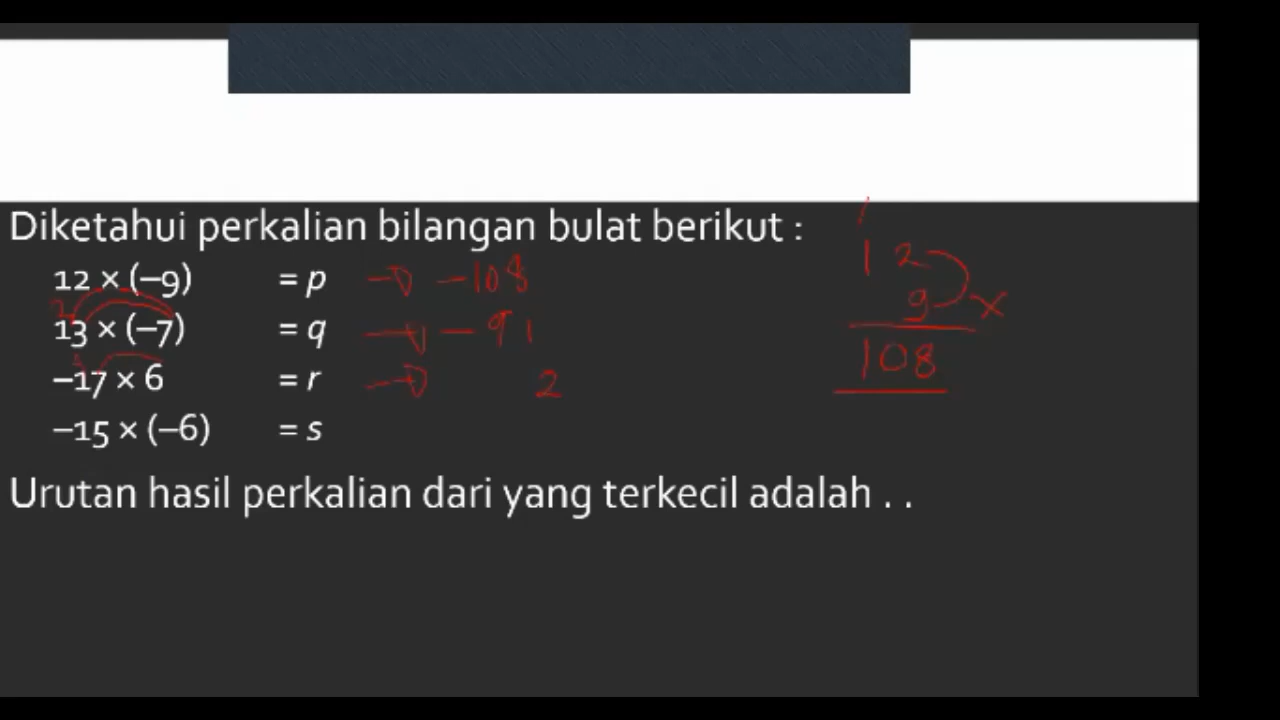 Diketahui perkalian bilangan bulat berikut :
12 × (–9) = p –108
13 × (–7) = q –91
–17 × 6 = r 2
–15 × (–6) = s
Urutan hasil perkalian dari yang terkecil adalah . .
1
12
9 ×
108